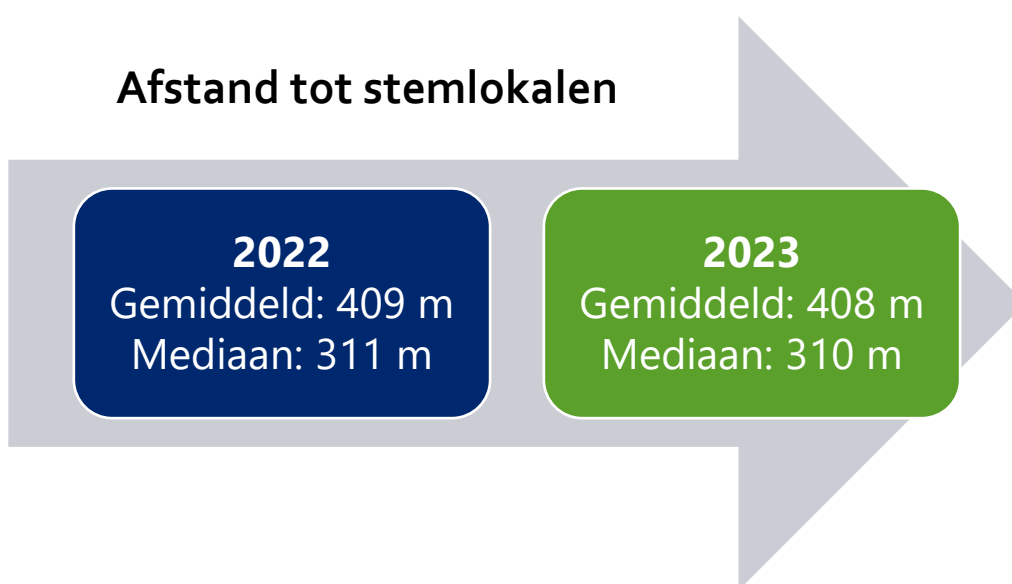 Afstand tot stemlokalen
2022
Gemiddeld: 409 m
Mediaan: 311 m
2023
Gemiddeld: 408 m
Mediaan: 310 m